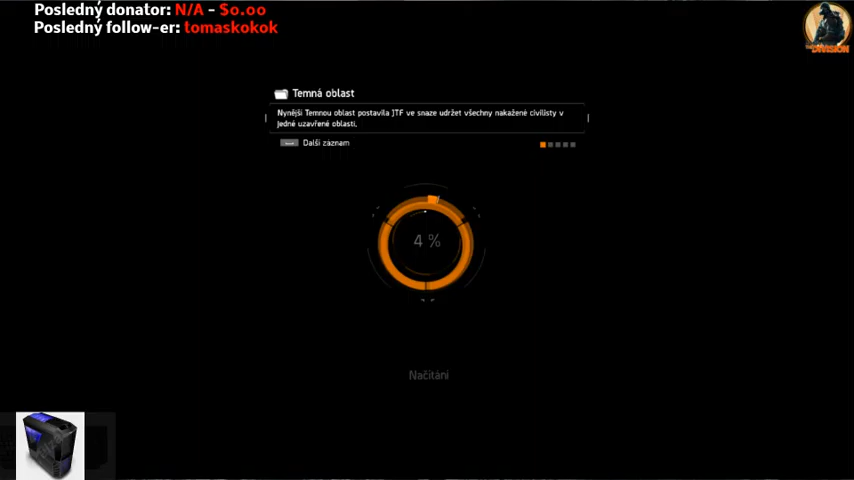 Posledný donator: N/A - $0.00
Posledný follow-er: tomaskokok
DIVISION
Temná oblast
Nynější Temnou oblast postavila JTF ve snaze udržet všechny nakažené civilisty v
jedné uzavřené oblasti.
Další záznam
4 %
Načítání